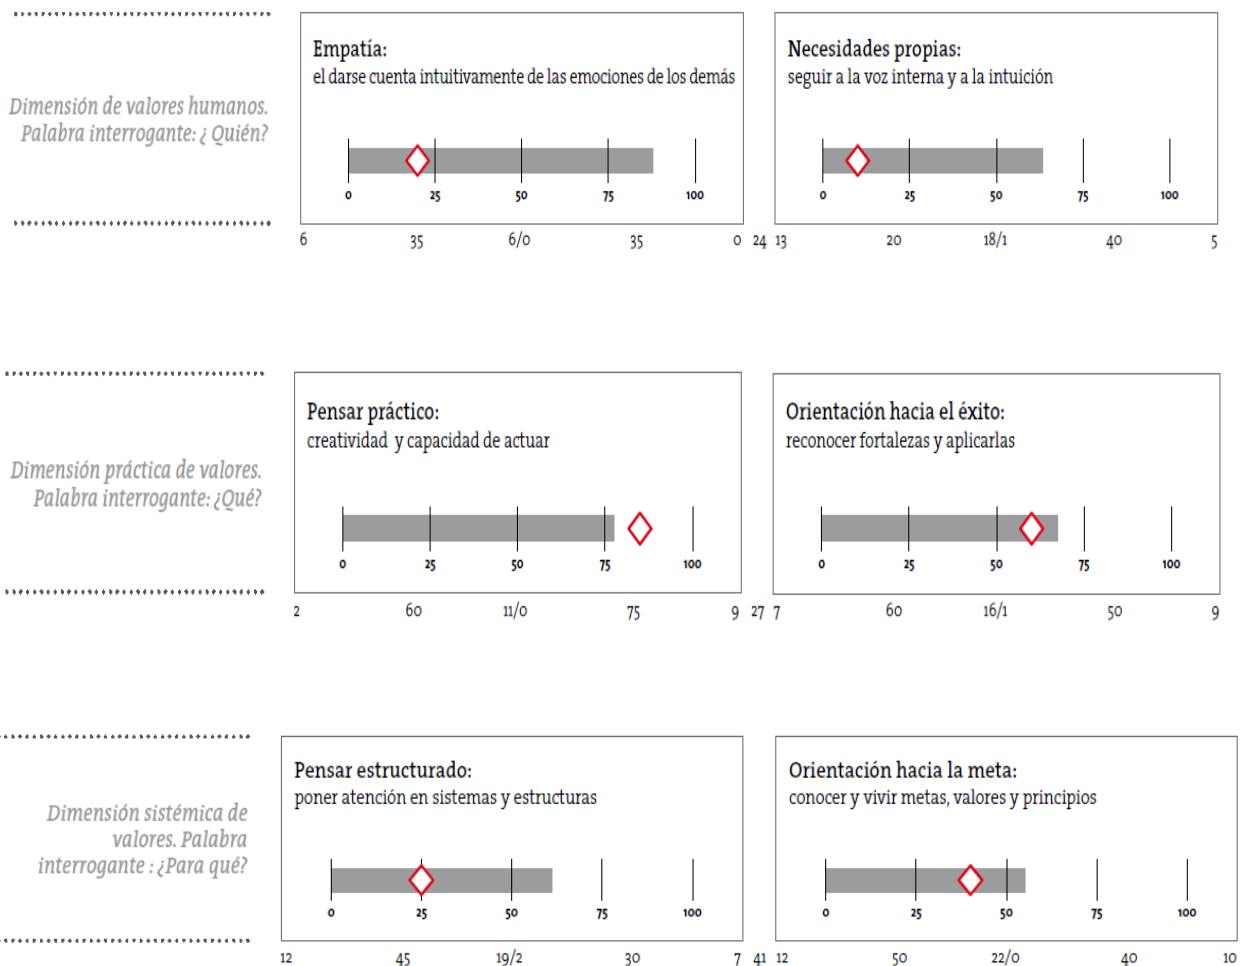 Dimensión de valores humanos.
Palabra interrogante: ¿ Quién?
Empatía:
el darse cuenta intuitivamente de las emociones de los demás
0 25 50 75 100
6 35 6/0 35 0 24
Necesidades propias:
seguir a la voz interna y a la intuición
0 25 50 75 100
13 20 18/1 40 5
Dimensión práctica de valores.
Palabra interrogante: ¿Qué?
Pensar práctico:
creatividad y capacidad de actuar
0 25 50 75 100
2 60 11/0 75 9 27
Orientación hacia el éxito:
reconocer fortalezas y aplicarlas
0 25 50 75 100
7 60 16/1 50 9
Dimensión sistémica de
valores. Palabra
interrogante : ¿Para qué?
Pensar estructurado:
poner atención en sistemas y estructuras
0 25 50 75 100
12 45 19/2 30 7 41
Orientación hacia la meta:
conocer y vivir metas, valores y principios
0 25 50 75 100
12 50 22/0 40 10